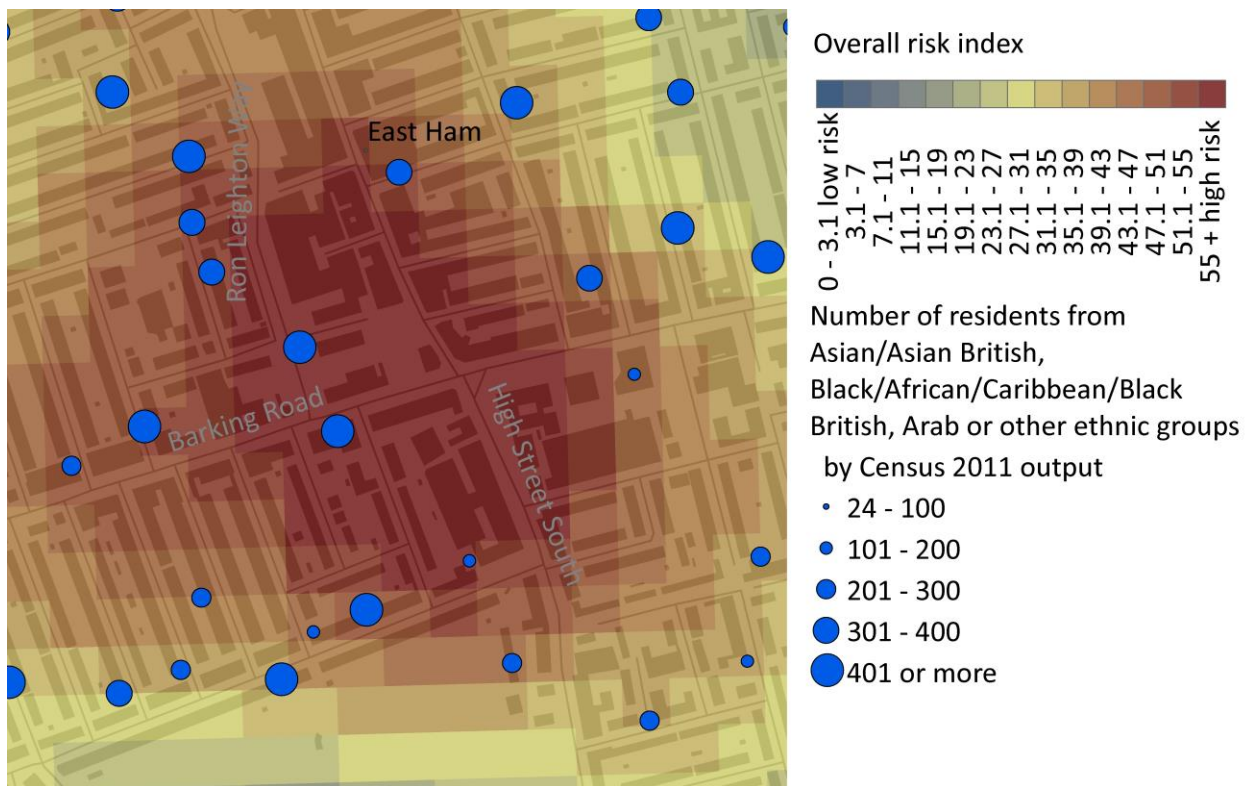 East Ham
Ron Leighton Way
Barking Road
High Street South
Overall risk index
0 - 3.1 low risk
3.1 - 7
7.1 - 11
11.1 - 15
15.1 - 19
19.1 - 23
23.1 - 27
27.1 - 31
31.1 - 35
35.1 - 39
39.1 - 43
43.1 - 47
47.1 - 51
51.1 - 55
55 + high risk
Number of residents from
Asian/Asian British,
Black/African/Caribbean/Black
British, Arab or other ethnic groups
by Census 2011 output
24 - 100
101 - 200
201 - 300
301 - 400
401 or more